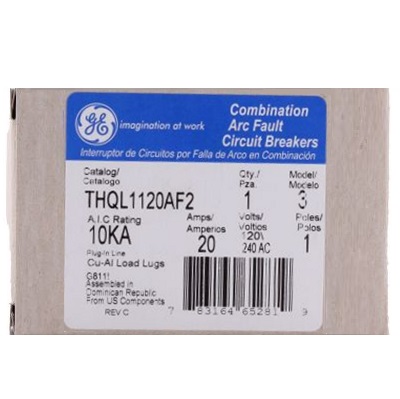 GE imagination at work
Combination
Arc Fault
Circuit Breakers
Interruptor de Circuitos por Falla de Arco en Combinación
Catalog/ Qty./ Model/
Catalogo Pza. Modelo
THQL1120AF2 1 3
A.I.C Rating Amps/ Volts/ Poles/
Amperios Voltios Polos
10KA 20 120\ 240 AC 1
Plug-In Line
Cu-Al Load Lugs
G811!
Assembled in
Dominican Republic
From US Components
REV C
7 83164 65281 9